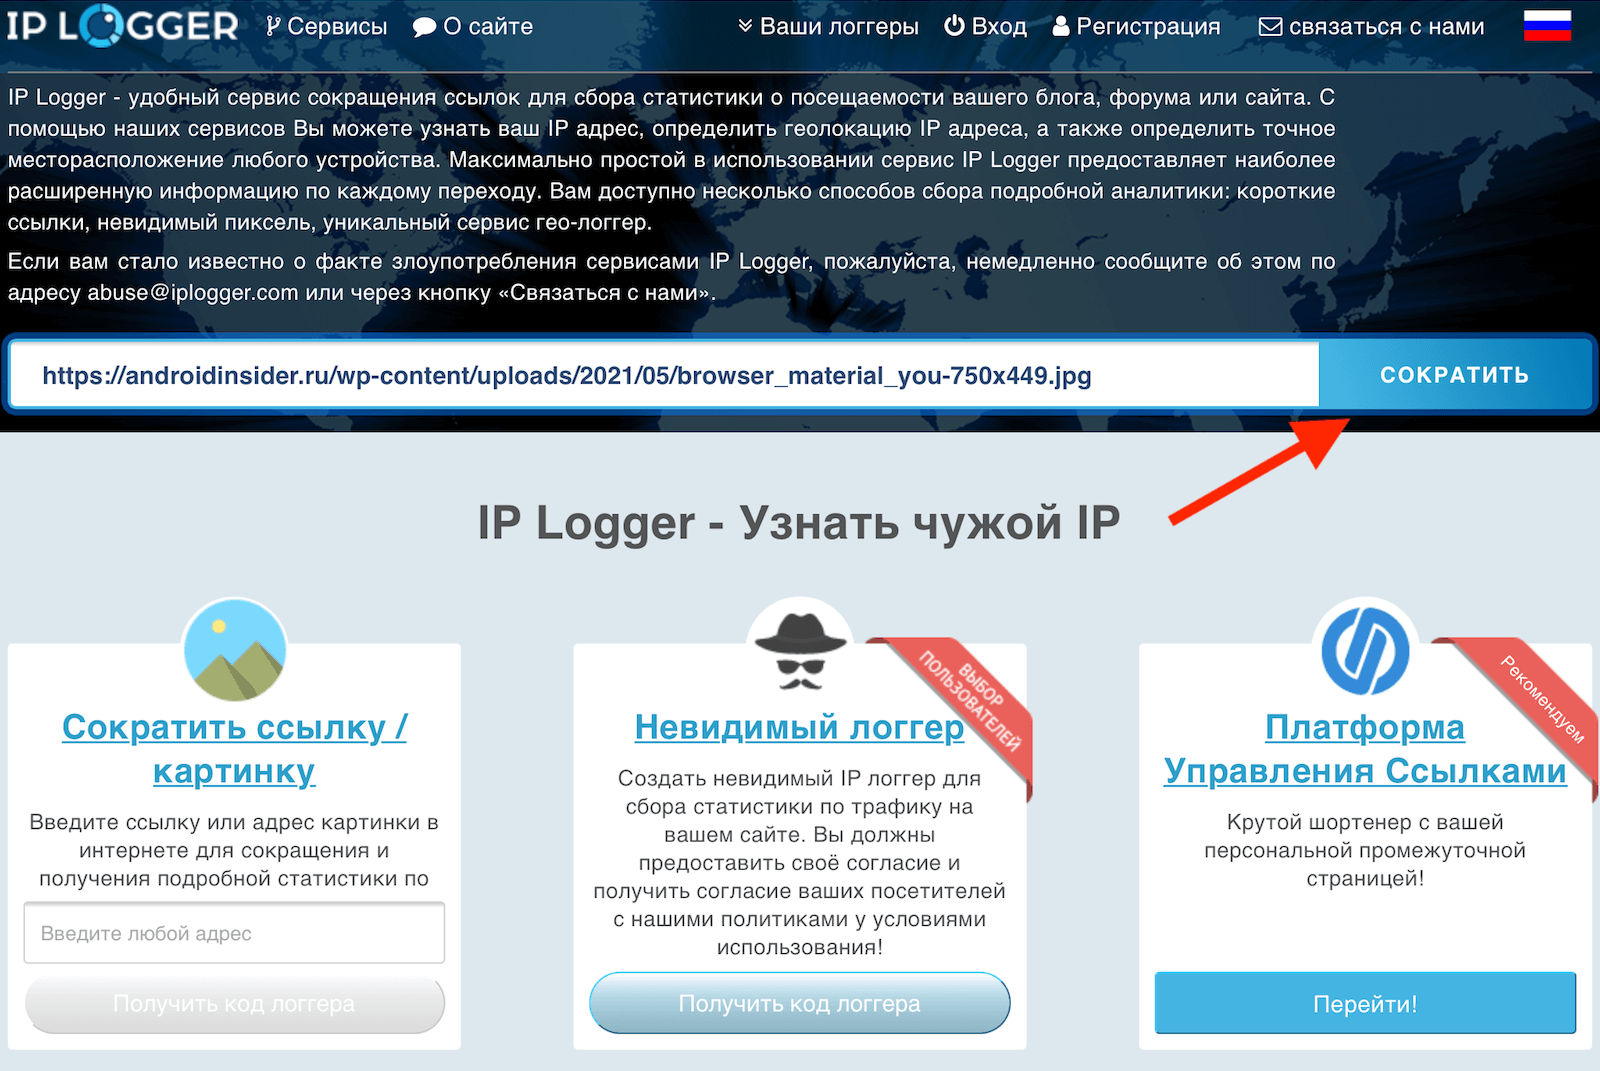 IP LOGGER
Сервисы
О сайте
Ваши логгеры
Вход
Регистрация
связаться с нами
IP Logger - удобный сервис сокращения ссылок для сбора статистики о посещаемости вашего блога, форума или сайта. С
помощью наших сервисов Вы можете узнать ваш IP адрес, определить геолокацию IP адреса, а также определить точное
месторасположение любого устройства. Максимально простой в использовании сервис IP Logger предоставляет наиболее
расширенную информацию по каждому переходу. Вам доступно несколько способов сбора подробной аналитики: короткие
ссылки, невидимый пиксель, уникальный сервис гео-логгер.
Если вам стало известно о факте злоупотребления сервисами IP Logger, пожалуйста, немедленно сообщите об этом по
адресу abuse@iplogger.com или через кнопку «Связаться с нами».
https://androidinsider.ru/wp-content/uploads/2021/05/browser_material_you-750x449.jpg
СОКРАТИТЬ
IP Logger - Узнать чужой IP
Сократить ссылку /
картинку
Введите ссылку или адрес картинки в
интернете для сокращения и
получения подробной статистики по
Введите любой адрес
Получить код логгера
ВЫБОР
ПОЛЬЗОВАТЕЛЕЙ
Невидимый логгер
Создать невидимый IP логгер для
сбора статистики по трафику на
вашем сайте. Вы должны
предоставить своё согласие и
получить согласие ваших посетителей
с нашими политиками у условиями
использования!
Получить код логгера
Рекомендуем
Платформа
Управления Ссылками
Крутой шортенер с вашей
персональной промежуточной
страницей!
Перейти!